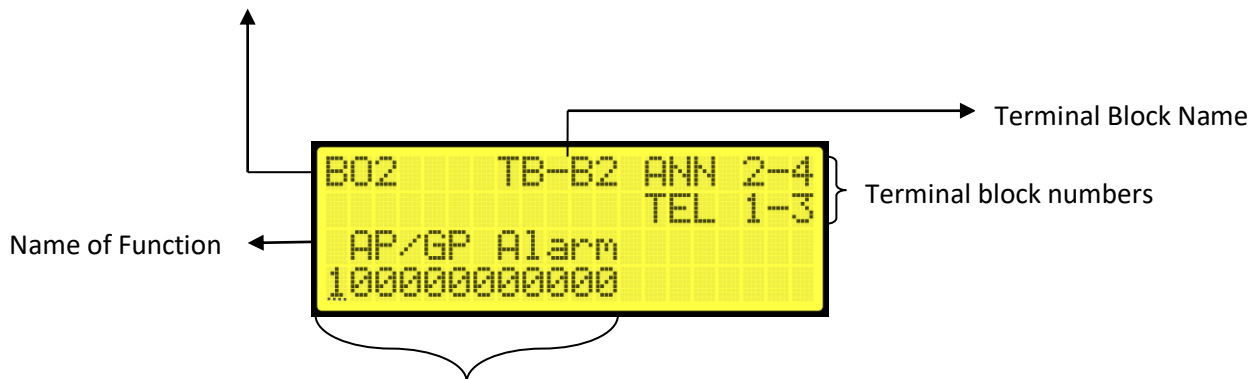 Terminal Block Name
BO2 TB-B2 ANN 2-4
TEL 1-3
Terminal block numbers
Name of Function
AP/GP Alarm
100000000000